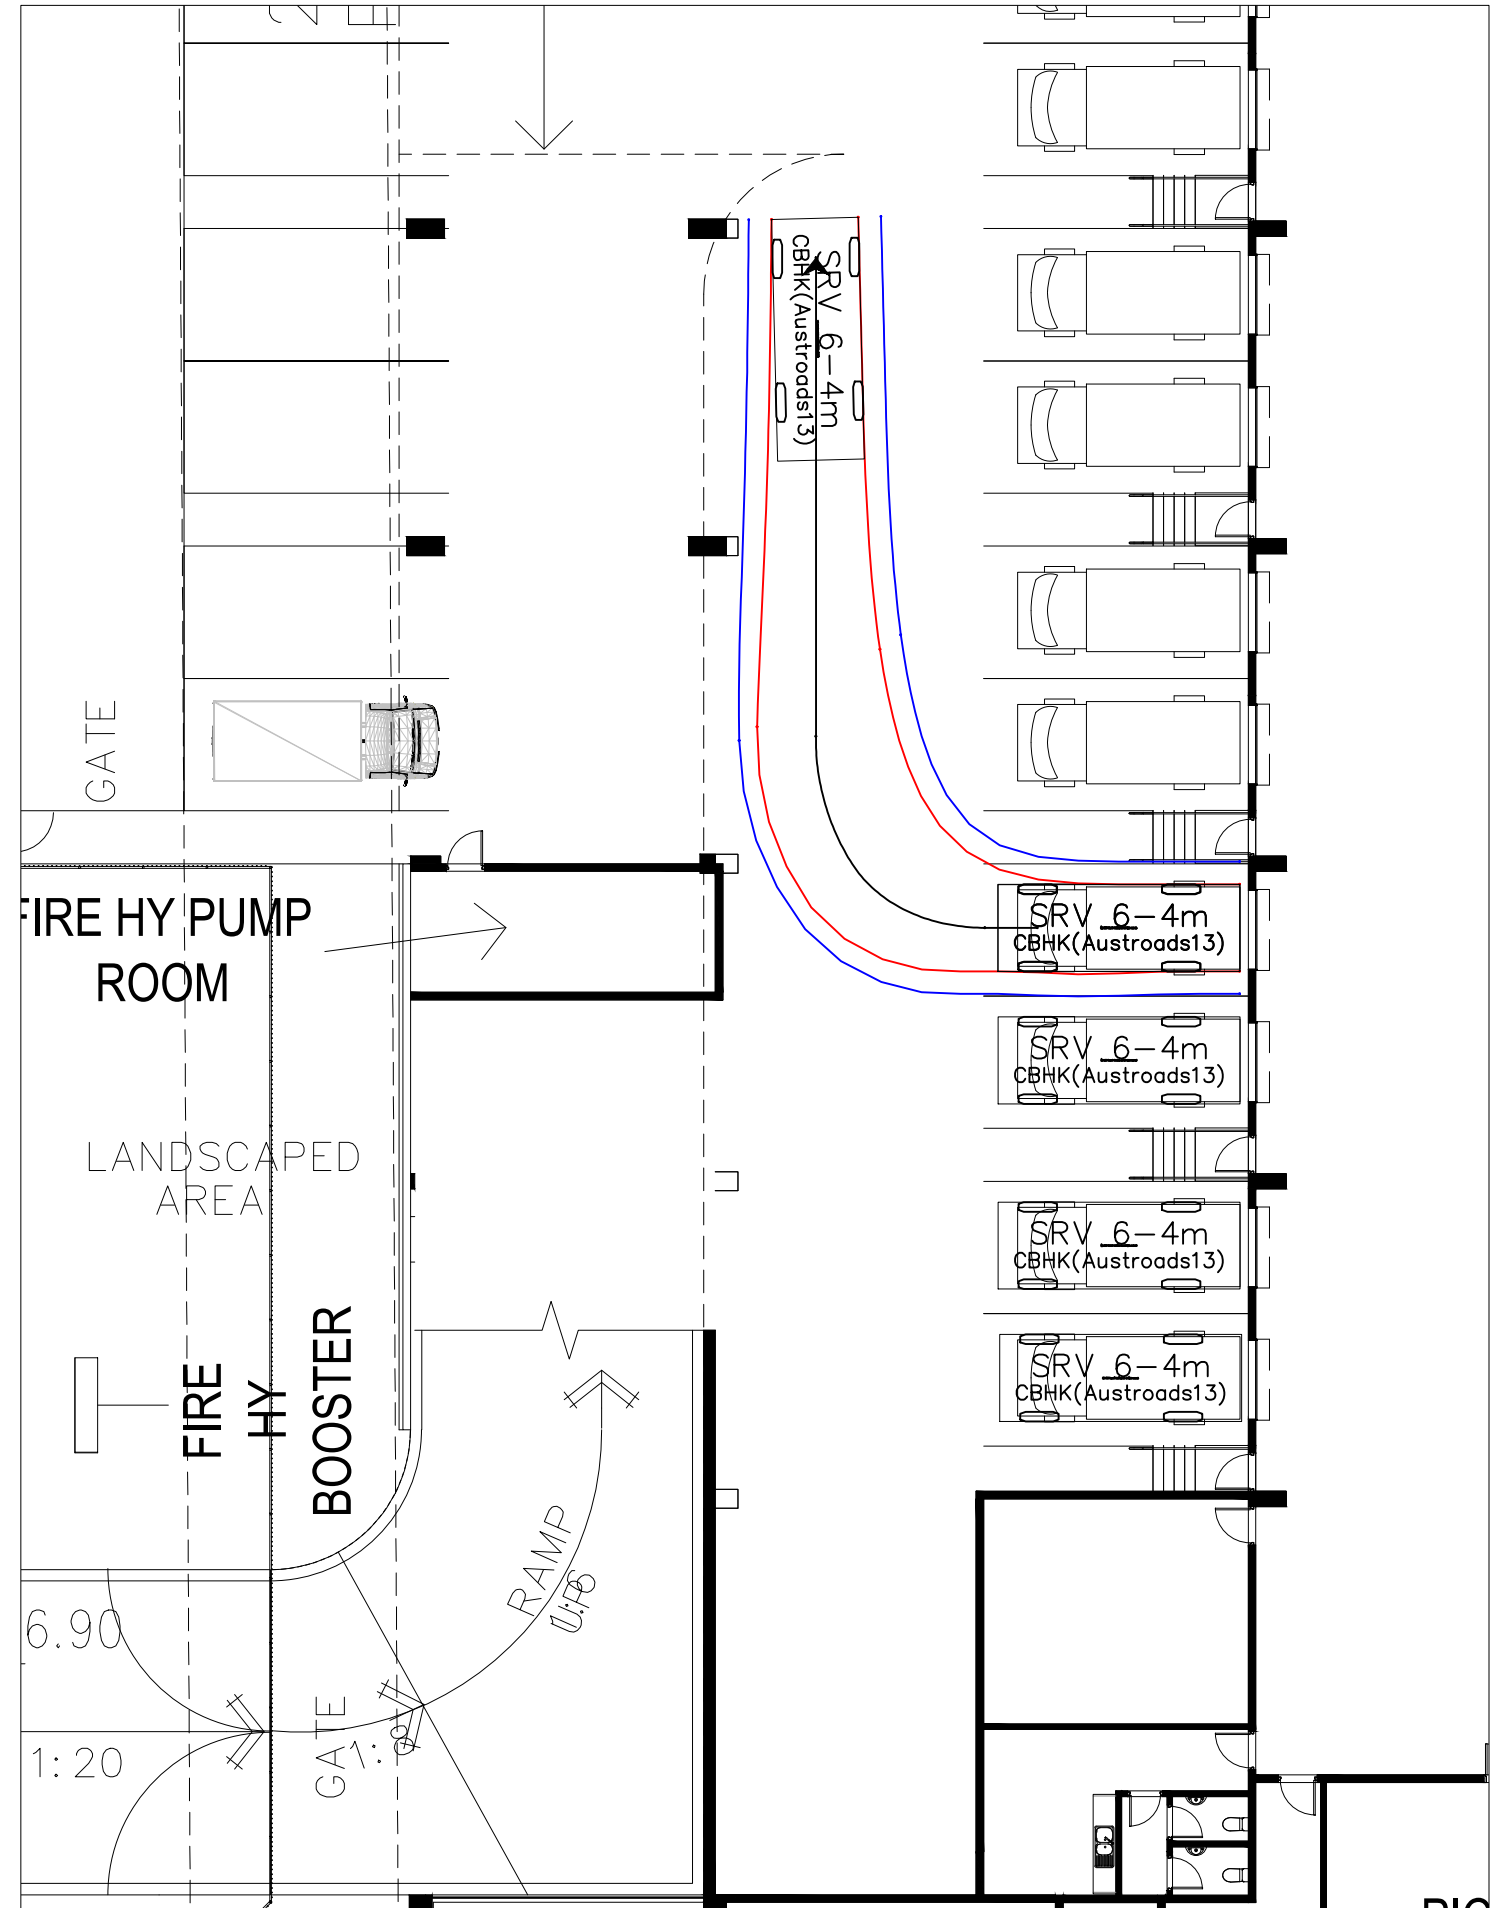 SRV 6-4m
CBHK(Austroads13)
GATE
FIRE HY PUMP
ROOM
SRV 6-4m
CBHK(Austroads13)
SRV 6-4m
CBHK(Austroads13)
LANDSCAPED
AREA
SRV 6-4m
CBHK(Austroads13)
FIRE
HY
BOOSTER
SRV 6-4m
CBHK(Austroads13)
RAMP
6.90
GATE
1:8
1:20